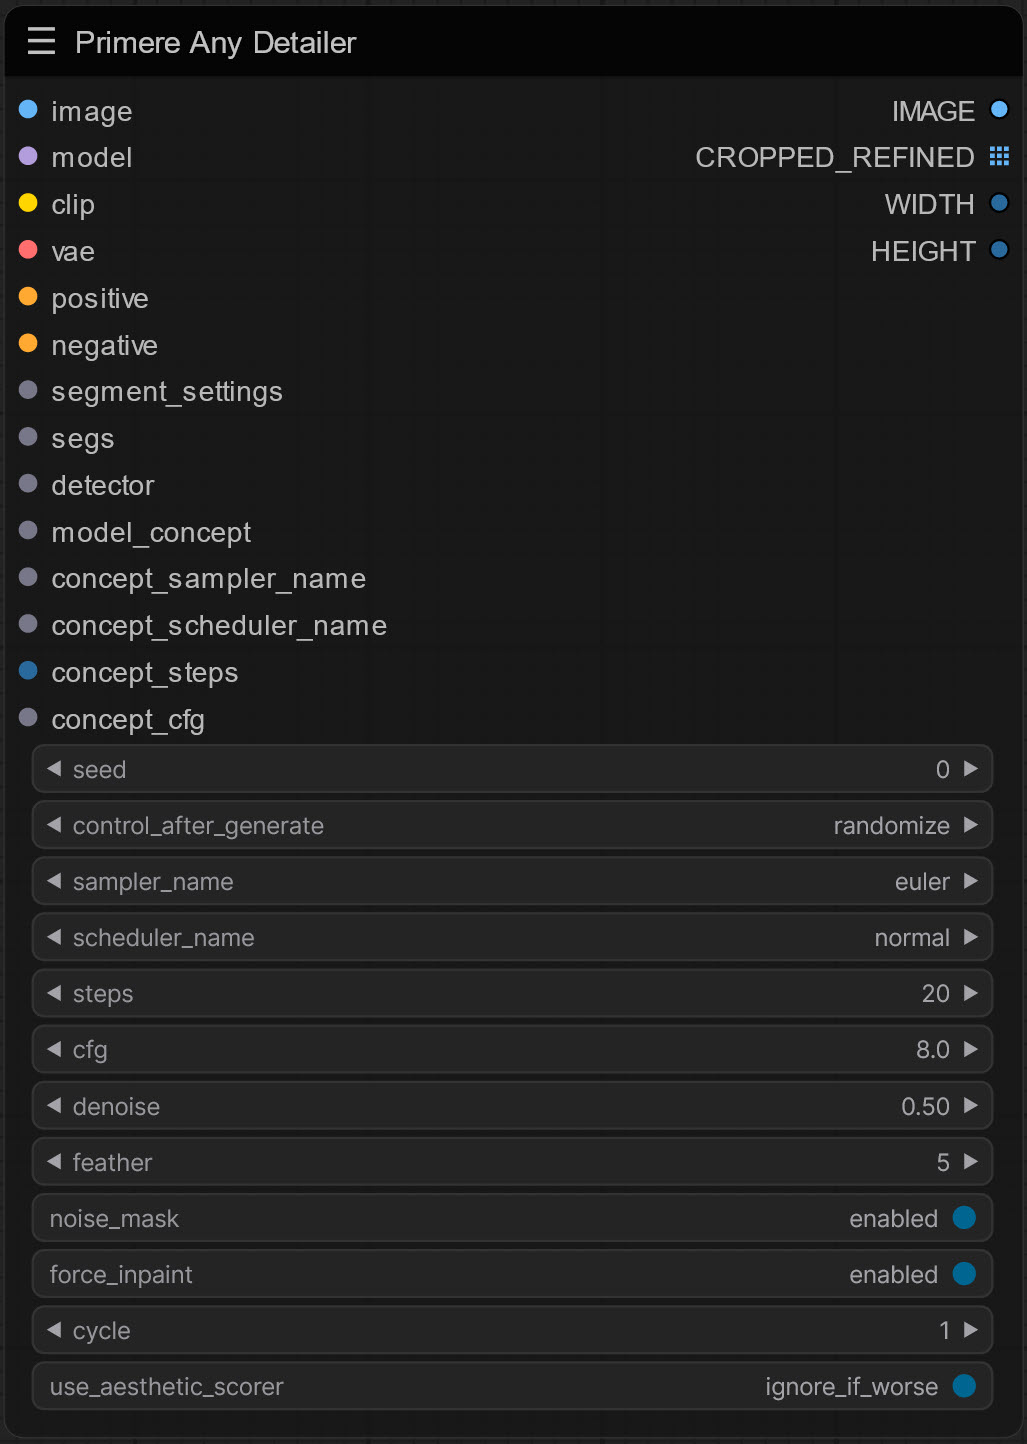 Primere Any Detailer
image IMAGE
model CROPPED_REFINED
clip WIDTH
vae HEIGHT
positive
negative
segment_settings
segs
detector
model_concept
concept_sampler_name
concept_scheduler_name
concept_steps
concept_cfg
seed 0
control_after_generate randomize
sampler_name euler
scheduler_name normal
steps 20
cfg 8.0
denoise 0.50
feather 5
noise_mask enabled
force_inpaint enabled
cycle 1
use_aesthetic_scorer ignore_if_worse